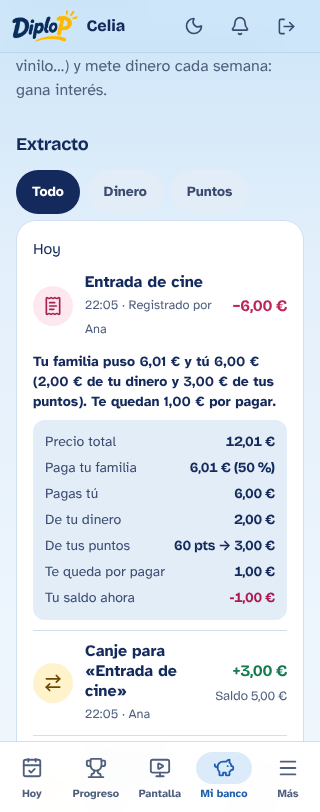 DiploP Celia
vinilo...) y mete dinero cada semana:
gana interés.
Extracto
Todo Dinero Puntos
Hoy
Entrada de cine
22:05 · Registrado por
Ana
−6,00 €
Tu familia puso 6,01 € y tú 6,00 €
(2,00 € de tu dinero y 3,00 € de tus
puntos). Te quedan 1,00 € por pagar.
Precio total 12,01 €
Paga tu familia 6,01 € (50 %)
Pagas tú 6,00 €
De tu dinero 2,00 €
De tus puntos 60 pts → 3,00 €
Te queda por pagar 1,00 €
Tu saldo ahora -1,00 €
Canje para
«Entrada de
cine»
22:05 · Ana
+3,00 €
Saldo 5,00 €
Hoy Progreso Pantalla Mi banco Más